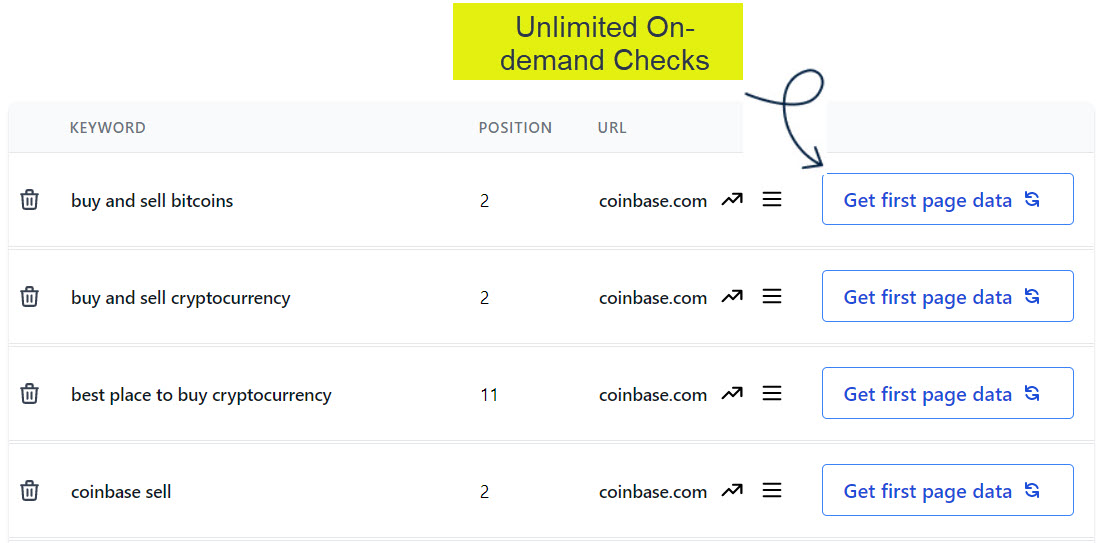 Unlimited On-
demand Checks
KEYWORD POSITION URL
buy and sell bitcoins 2 coinbase.com Get first page data
buy and sell cryptocurrency 2 coinbase.com Get first page data
best place to buy cryptocurrency 11 coinbase.com Get first page data
coinbase sell 2 coinbase.com Get first page data